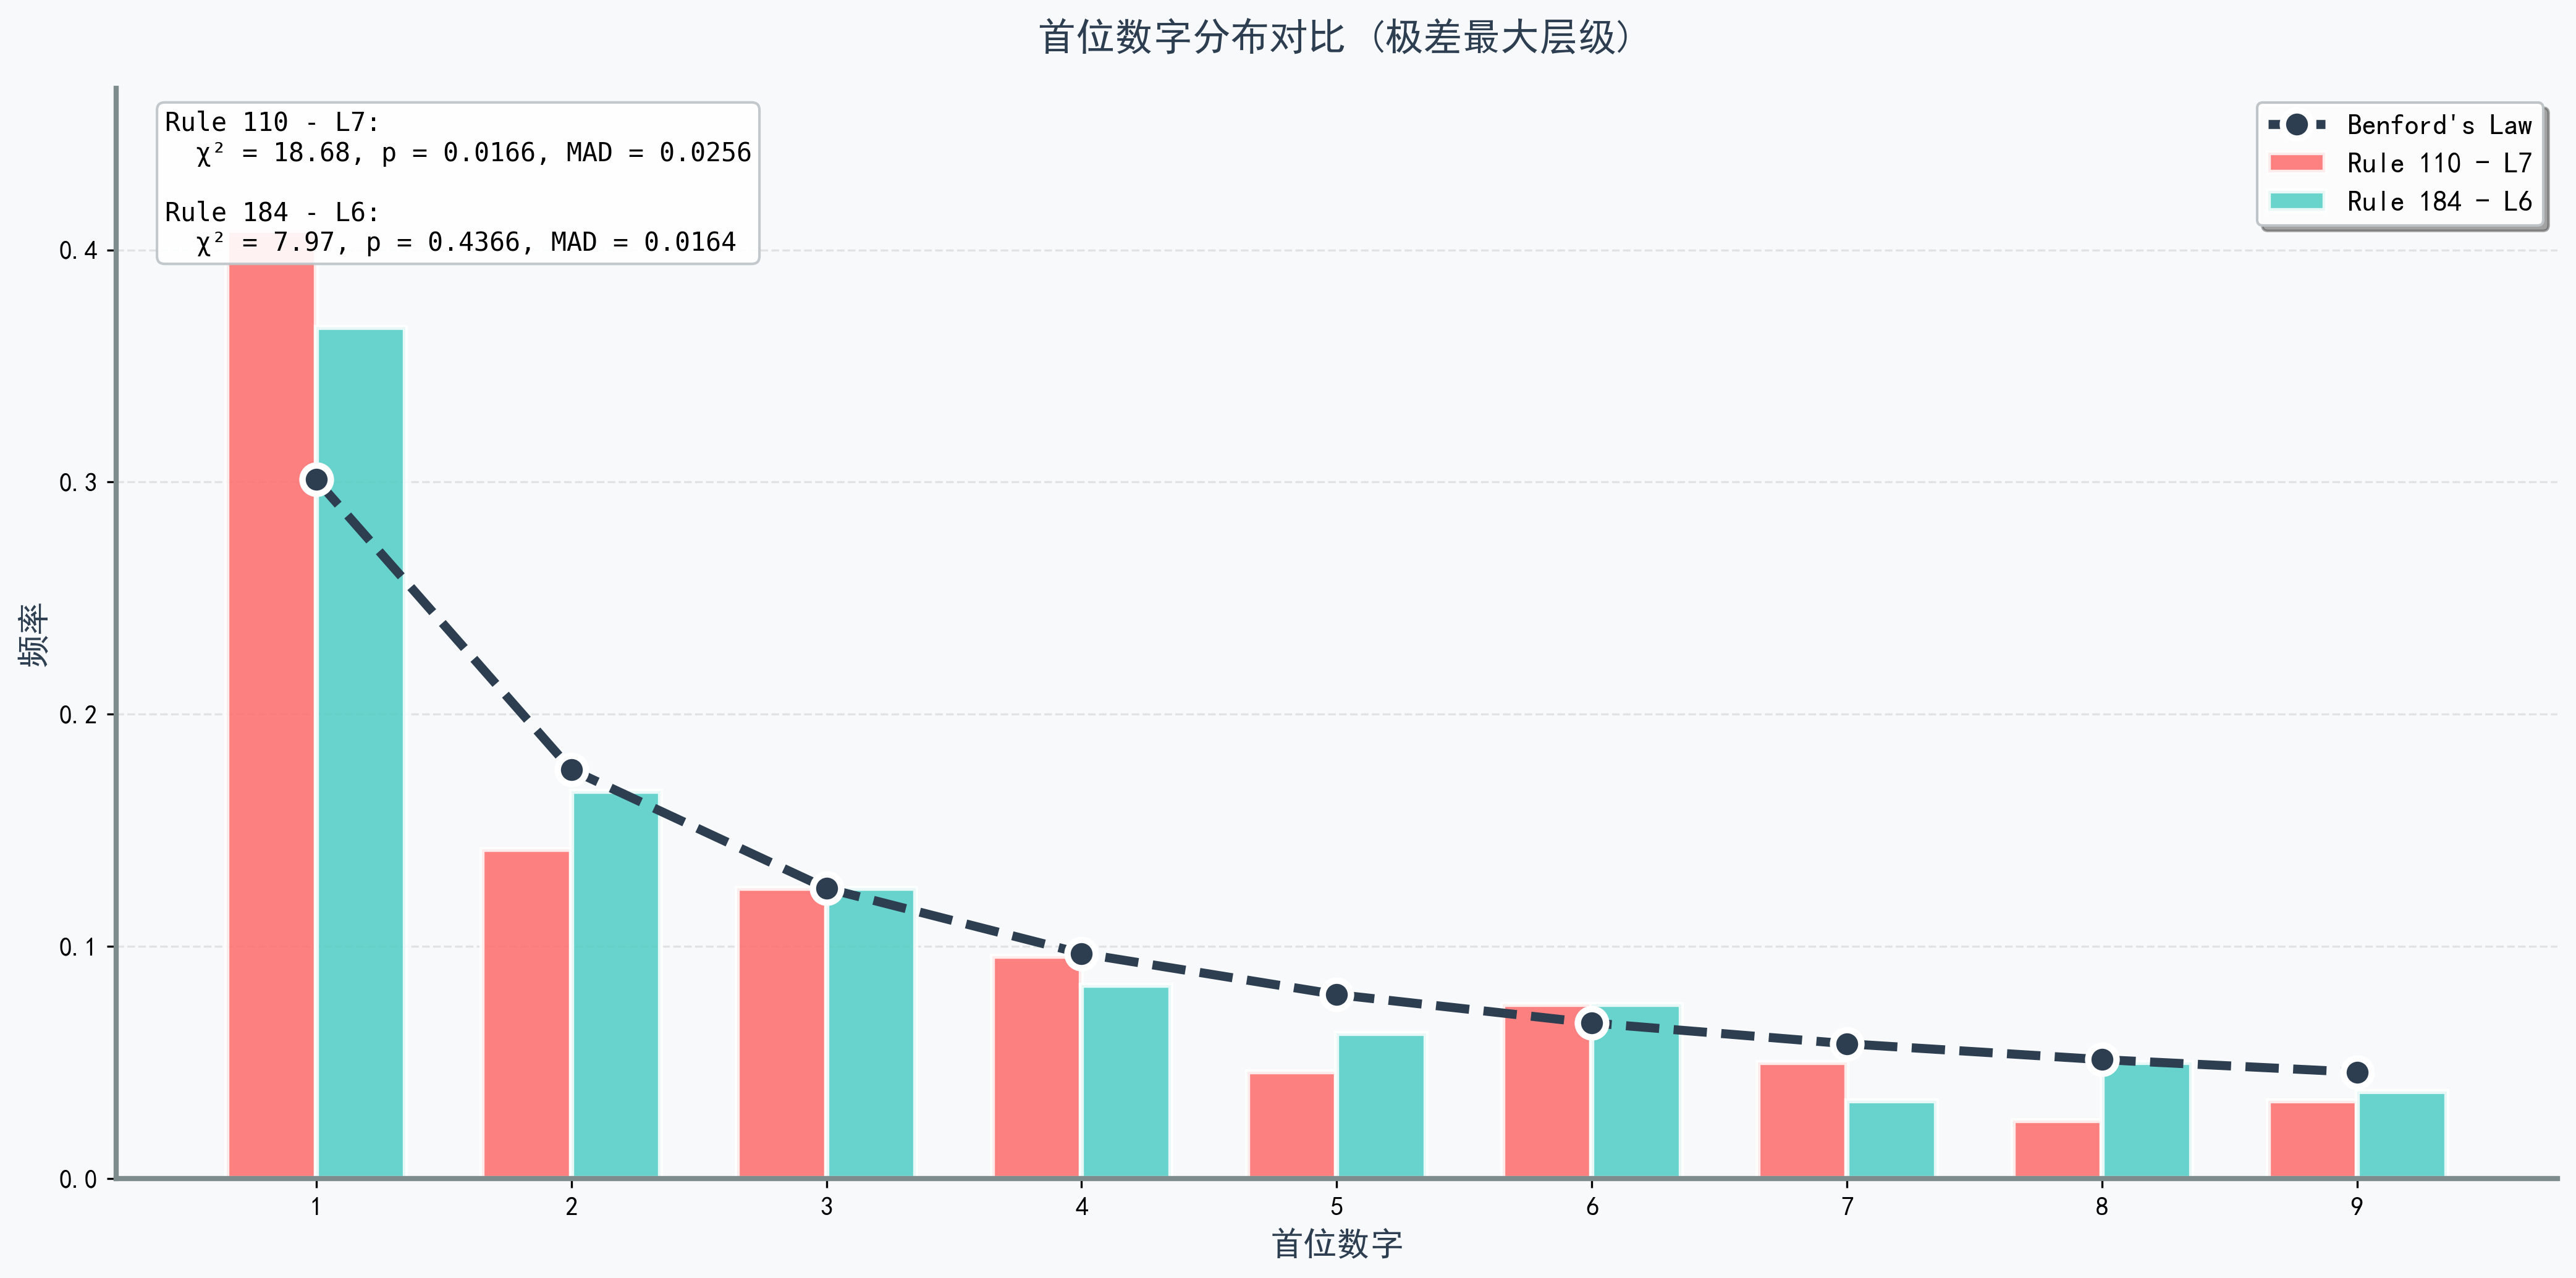 首位数字分布对比 (极差最大层级)
Rule 110 - L7:
χ² = 18.68, p = 0.0166, MAD = 0.0256
Rule 184 - L6:
χ² = 7.97, p = 0.4366, MAD = 0.0164
Benford's Law
Rule 110 - L7
Rule 184 - L6
频率
0.4
0.3
0.2
0.1
0.0
1 2 3 4 5 6 7 8 9
首位数字